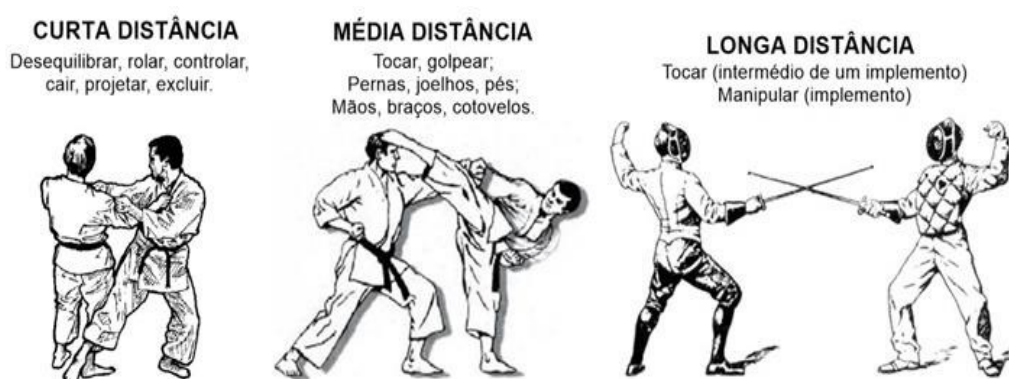 CURTA DISTÂNCIA
Desequilibrar, rolar, controlar,
cair, projetar, excluir.
MÉDIA DISTÂNCIA
Tocar, golpear;
Pernas, joelhos, pés;
Mãos, braços, cotovelos.
LONGA DISTÂNCIA
Tocar (intermédio de um implemento)
Manipular (implemento)